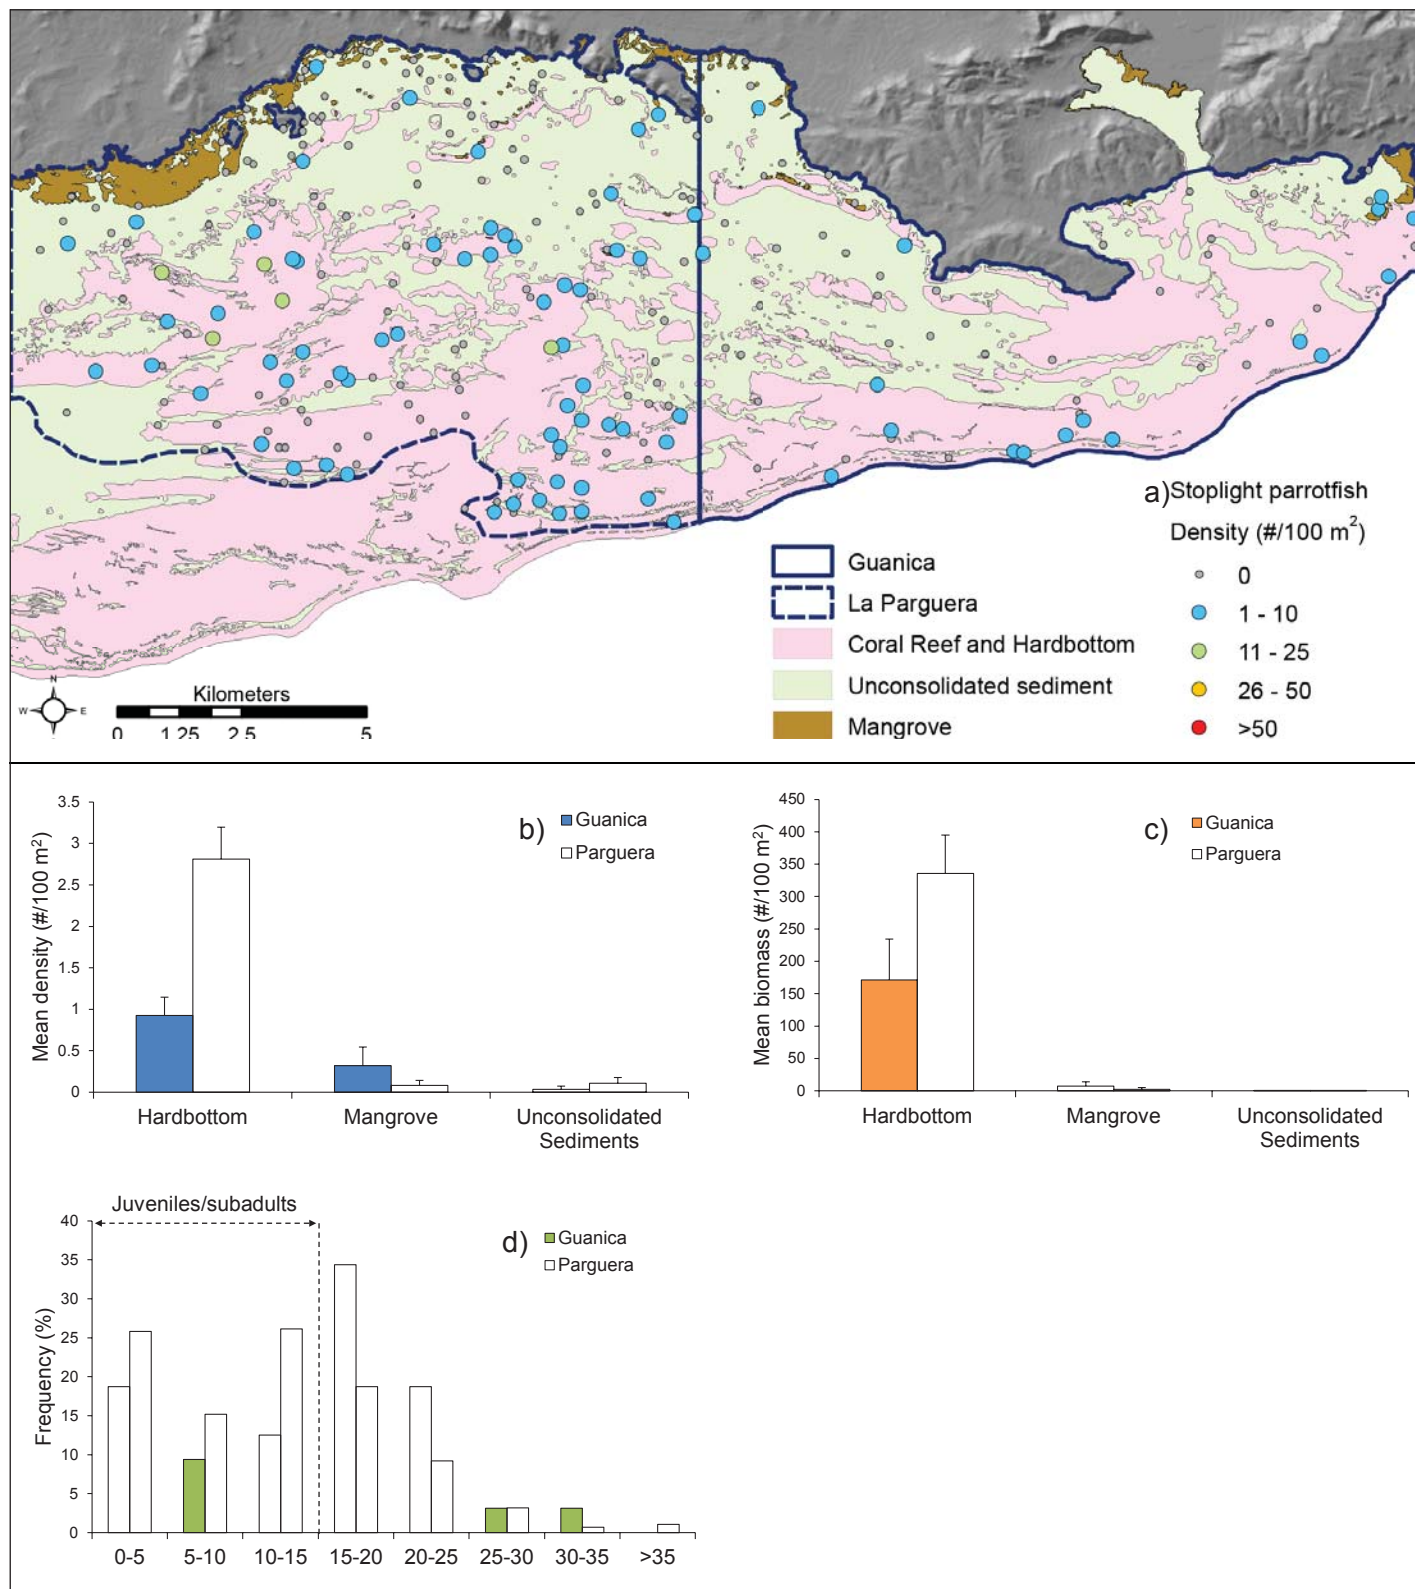 a) Stoplight parrotfish
Density (#/100 m²)
0
1 - 10
11 - 25
26 - 50
>50
Guanica
La Parguera
Coral Reef and Hardbottom
Unconsolidated sediment
Mangrove
N
W E
Kilometers
0 1.25 2.5 5
b)
Guanica
Parguera
Mean density (#/100 m²)
3.5
3
2.5
2
1.5
1
0.5
0
Hardbottom Mangrove Unconsolidated
Sediments
c)
Guanica
Parguera
Mean biomass (#/100 m²)
450
400
350
300
250
200
150
100
50
0
Hardbottom Mangrove Unconsolidated
Sediments
Juveniles/subadults
d)
Guanica
Parguera
Frequency (%)
40
35
30
25
20
15
10
5
0
0-5 5-10 10-15 15-20 20-25 25-30 30-35 >35